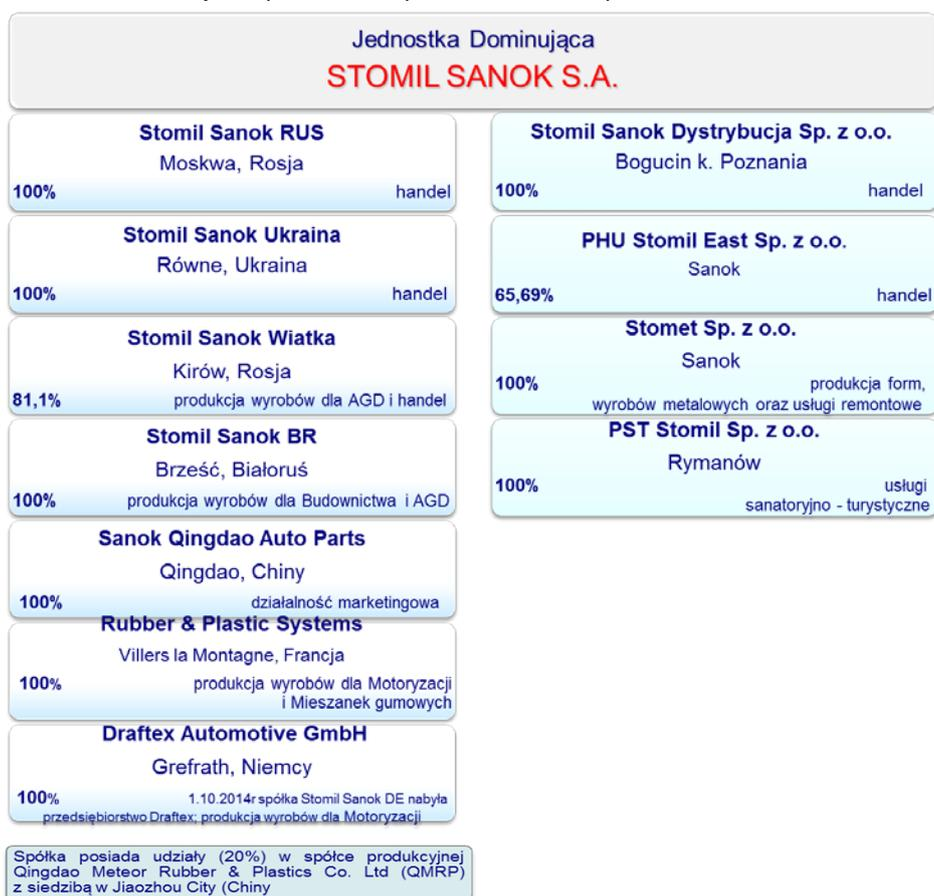 Jednostka Dominująca
STOMIL SANOK S.A.
Stomil Sanok RUS
Moskwa, Rosja
100% handel
Stomil Sanok Ukraina
Równe, Ukraina
100% handel
Stomil Sanok Wiatka
Kirów, Rosja
81,1% produkcja wyrobów dla AGD i handel
Stomil Sanok BR
Brześć, Białoruś
100% produkcja wyrobów dla Budownictwa i AGD
Sanok Qingdao Auto Parts
Qingdao, Chiny
100% działalność marketingowa
Rubber & Plastic Systems
Villers la Montagne, Francja
100% produkcja wyrobów dla Motoryzacji
i Mieszanek gumowych
Draftex Automotive GmbH
Grefrath, Niemcy
100% 1.10.2014r spółka Stomil Sanok DE nabyła
przedsiębiorstwo Draftex; produkcja wyrobów dla Motoryzacji
Spółka posiada udziały (20%) w spółce produkcyjnej
Qingdao Meteor Rubber & Plastics Co. Ltd (QMRP)
z siedzibą w Jiaozhou City (Chiny
Stomil Sanok Dystrybucja Sp. z o.o.
Bogucin k. Poznania
100% handel
PHU Stomil East Sp. z o.o.
Sanok
65,69% handel
Stomet Sp. z o.o.
Sanok
100% produkcja form,
wyrobów metalowych oraz usługi remontowe
PST Stomil Sp. z o.o.
Rymanów
100% usługi
sanatoryjno - turystyczne